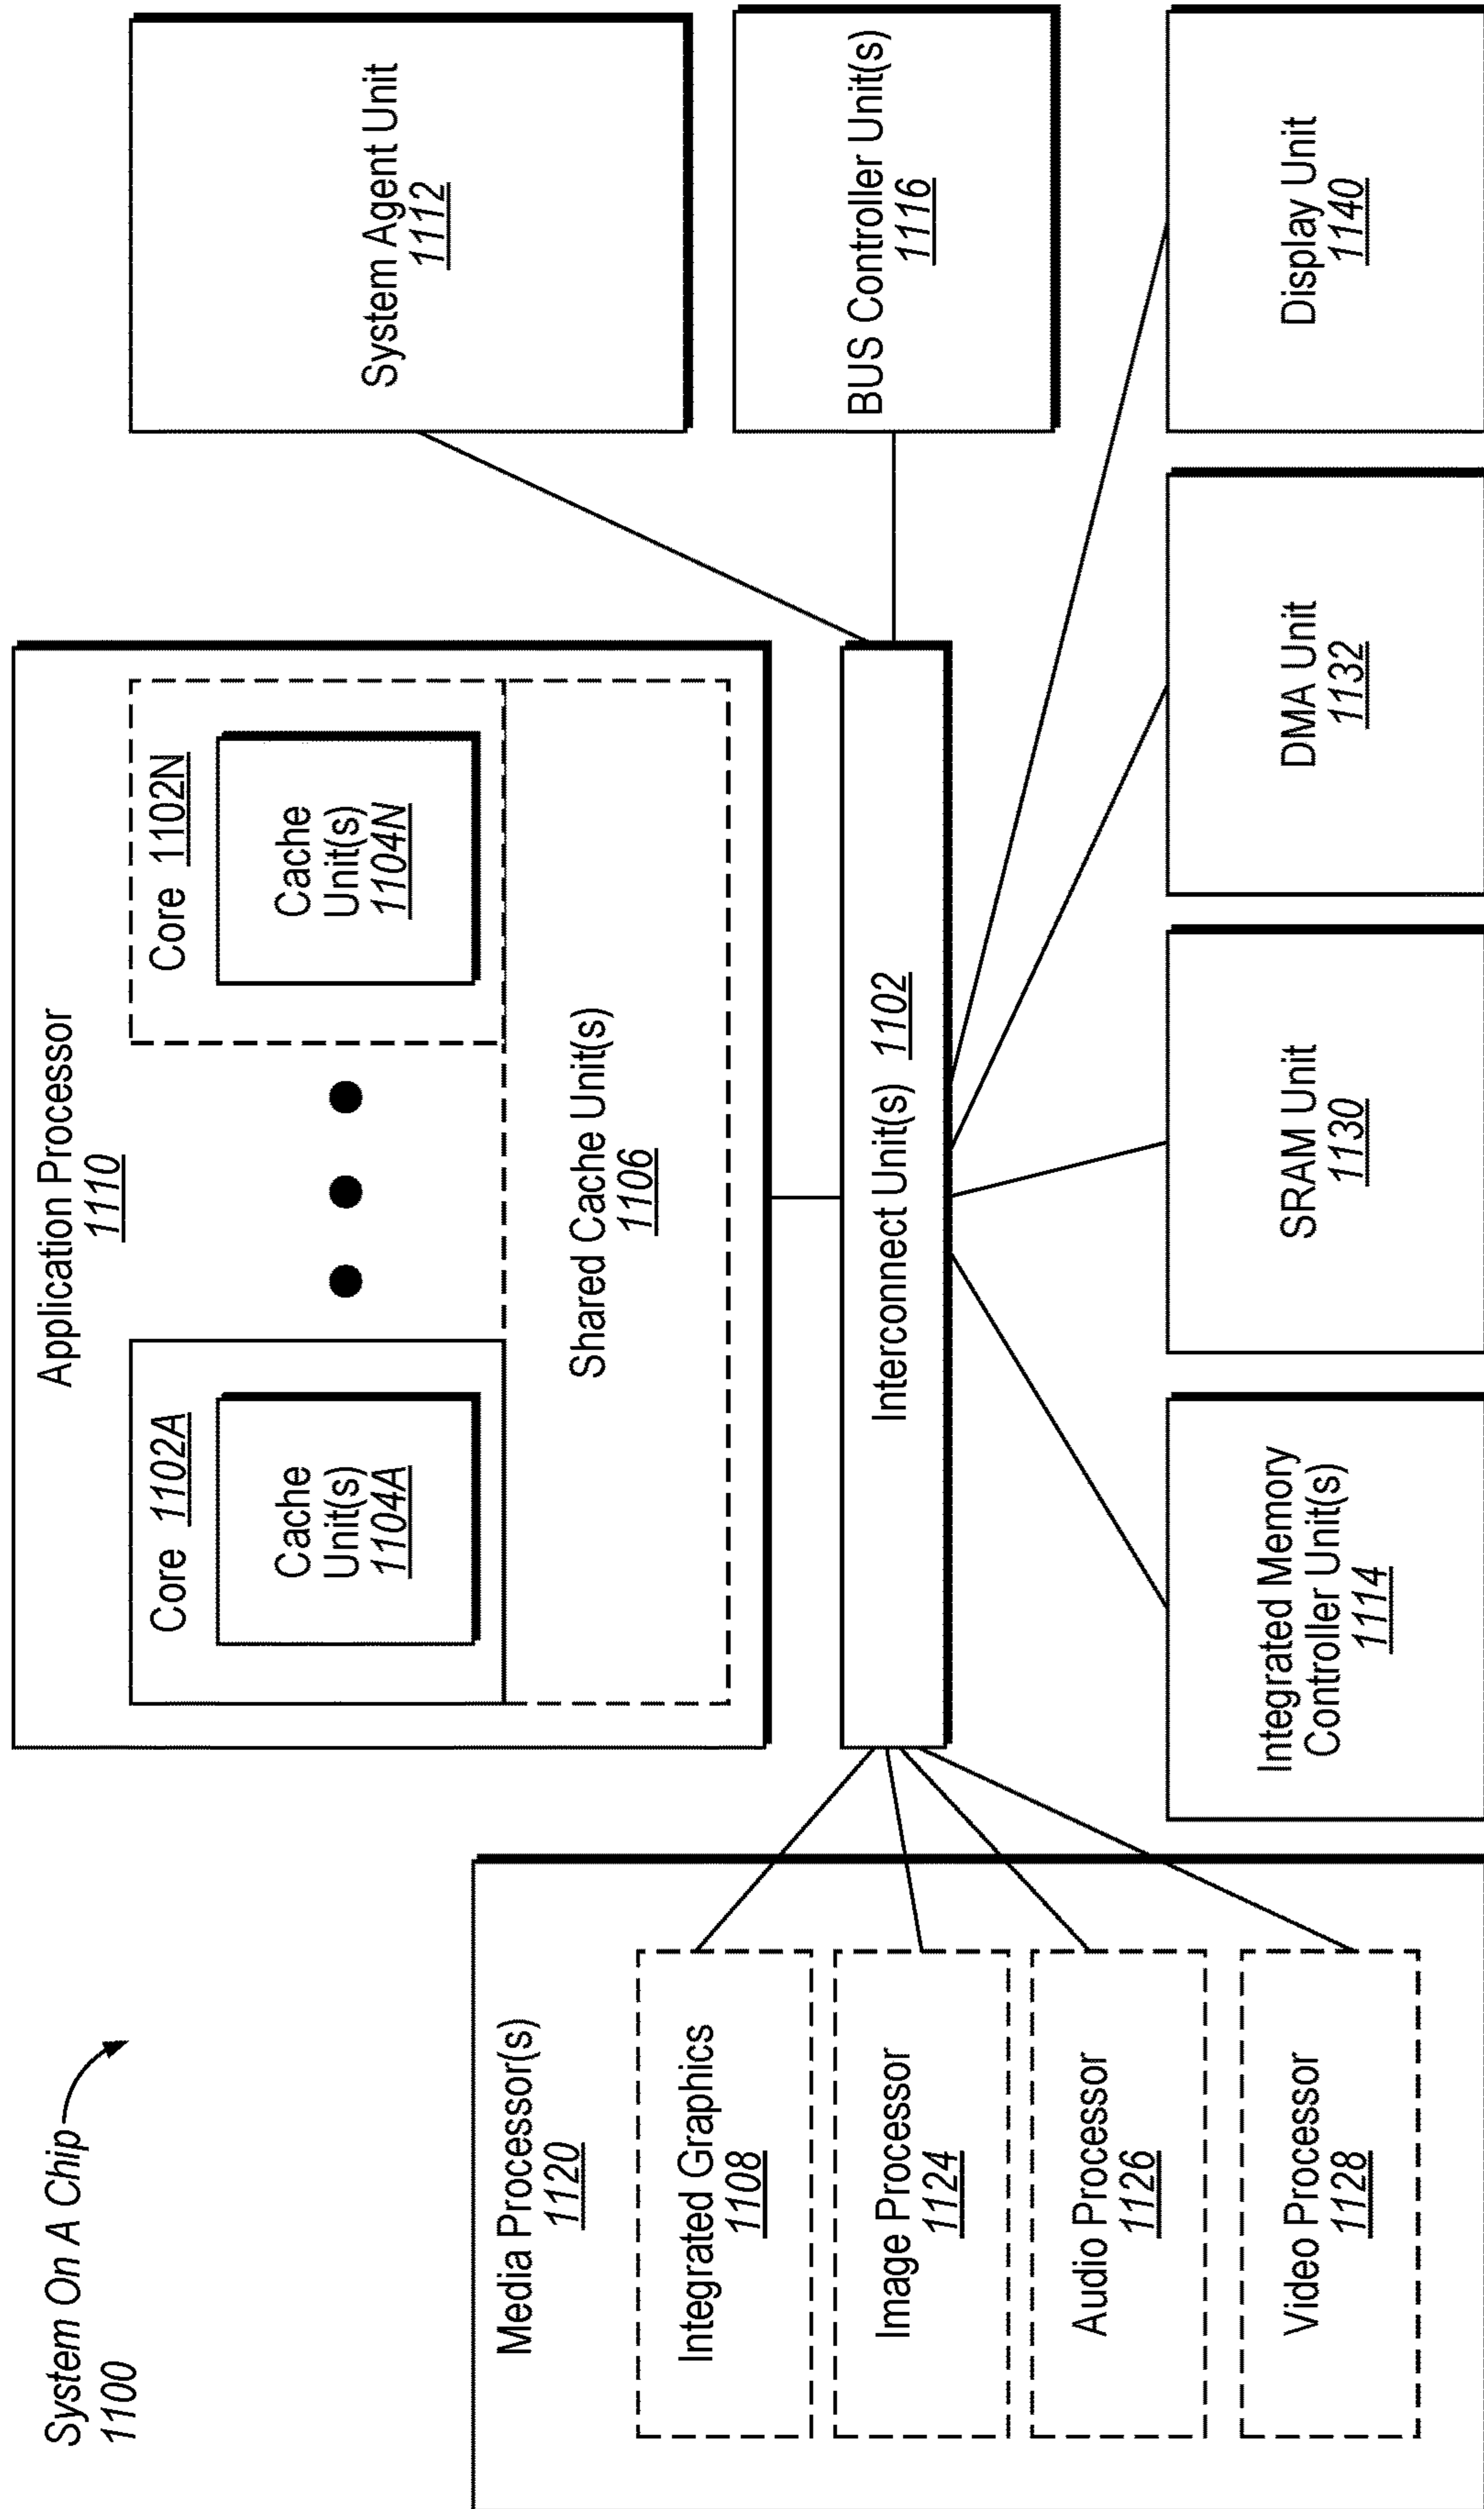 System On A Chip
1100
Application Processor
1110
Core 1102A
Cache
Unit(s)
1104A
Core 1102N
Cache
Unit(s)
1104N
Shared Cache Unit(s)
1106
System Agent Unit
1112
Media Processor(s)
1120
Integrated Graphics
1108
Image Processor
1124
Audio Processor
1126
Video Processor
1128
Interconnect Unit(s) 1102
BUS Controller Unit(s)
1116
Integrated Memory
Controller Unit(s)
1114
SRAM Unit
1130
DMA Unit
1132
Display Unit
1140